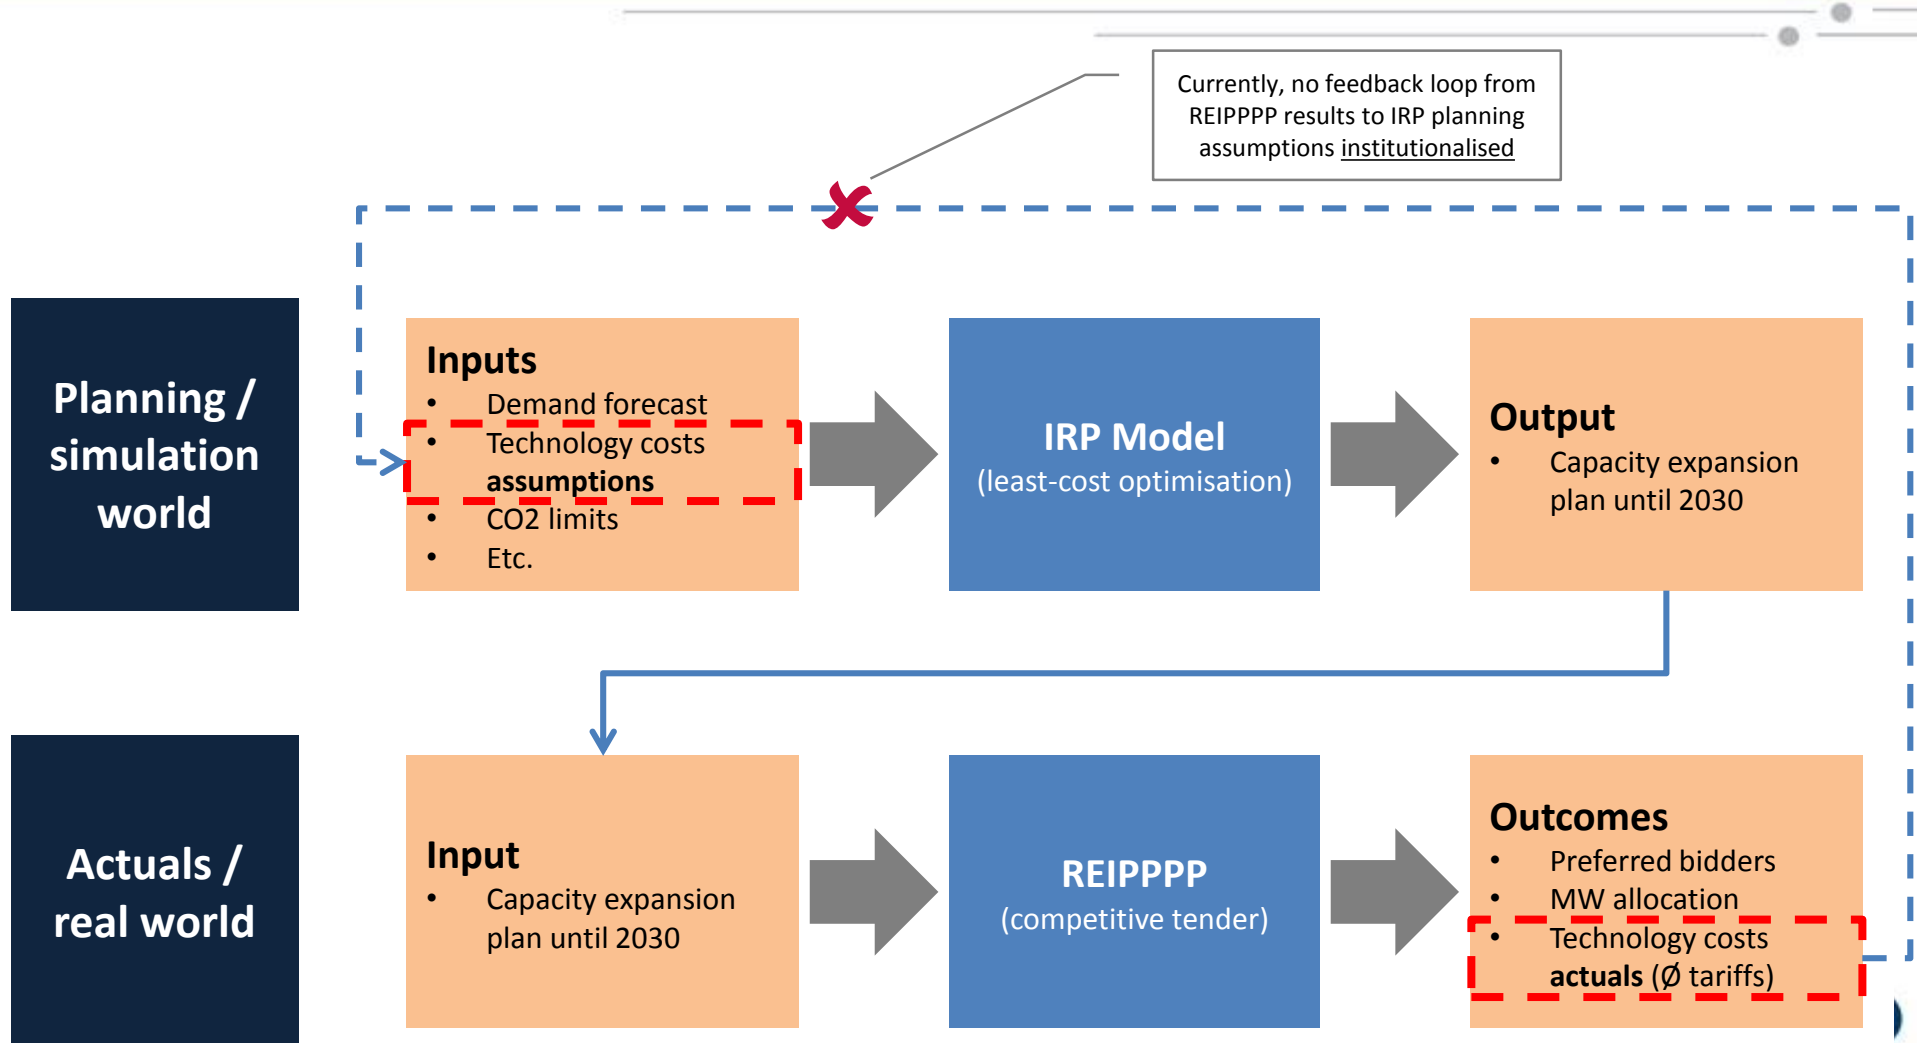 Currently, no feedback loop from
REIPPPP results to IRP planning
assumptions institutionalised
Planning /
simulation
world
Inputs
• Demand forecast
• Technology costs
assumptions
• CO2 limits
• Etc.
IRP Model
(least-cost optimisation)
Output
• Capacity expansion
plan until 2030
Actuals /
real world
Input
• Capacity expansion
plan until 2030
REIPPPP
(competitive tender)
Outcomes
• Preferred bidders
• MW allocation
• Technology costs
actuals (Ø tariffs)